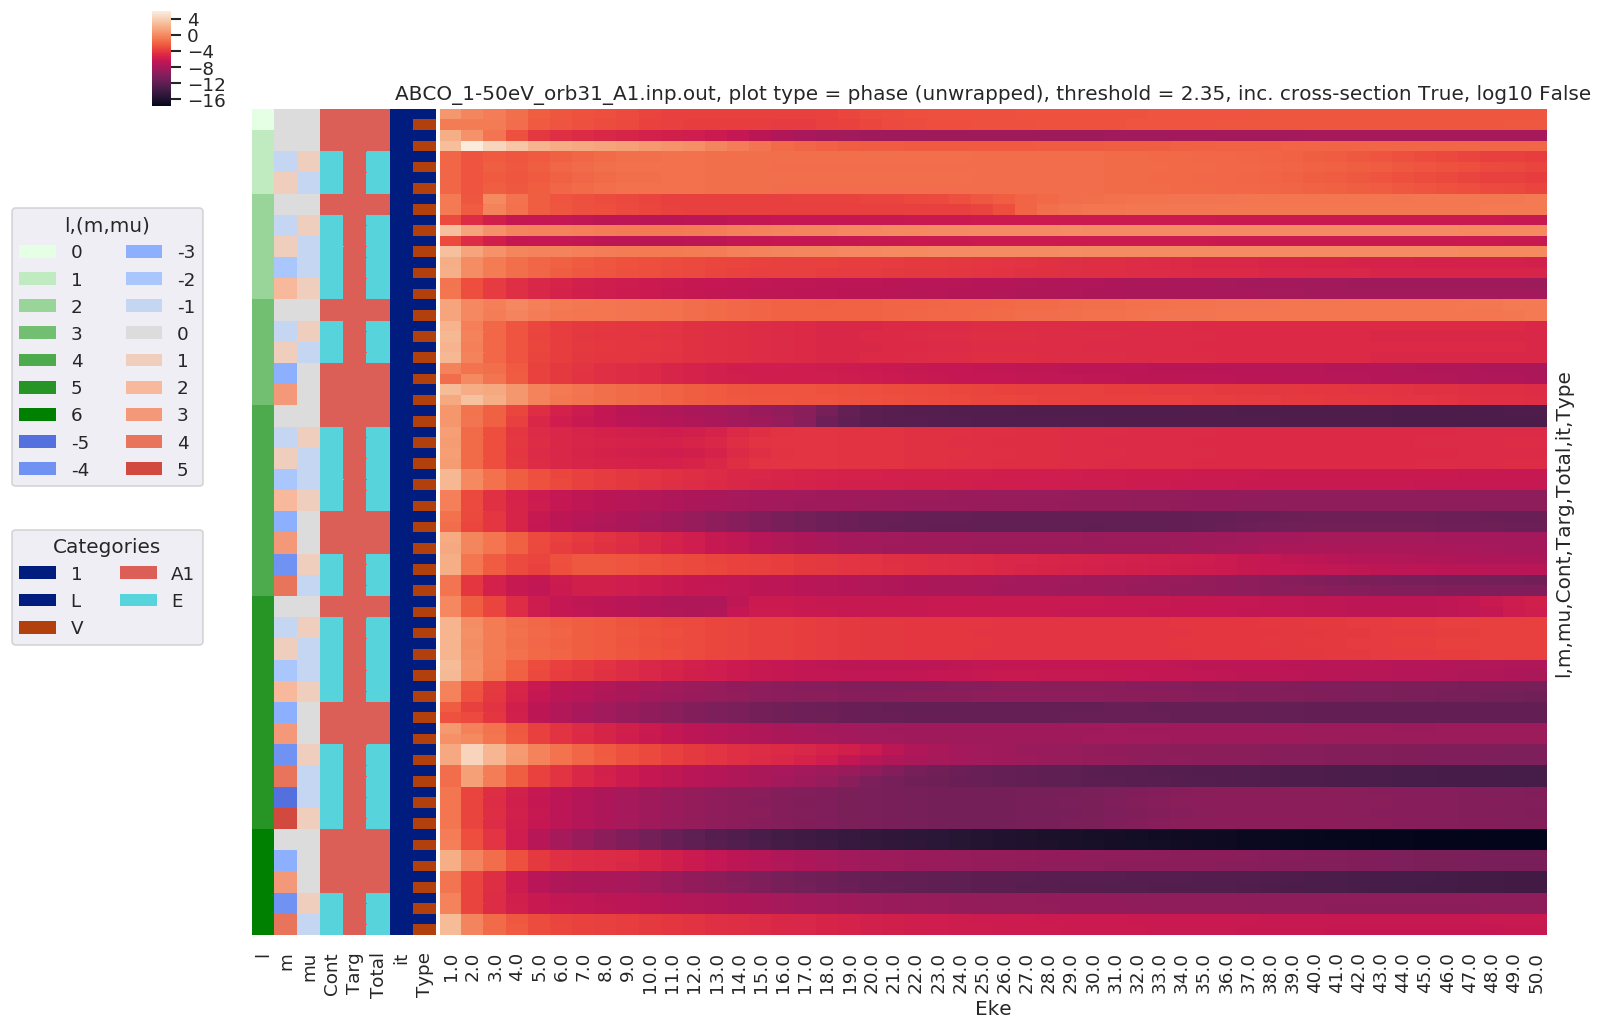 4
0
−4
−8
−12
−16
ABCO_1-50eV_orb31_A1.inp.out, plot type = phase (unwrapped), threshold = 2.35, inc. cross-section True, log10 False
l,(m,mu)
0 -3
1 -2
2 -1
3 0
4 1
5 2
6 3
-5 4
-4 5
Categories
1 A1
L E
V
l,m,mu,Cont,Targ,Total,it,Type
l m mu Cont Targ Total it Type
1.0 2.0 3.0 4.0 5.0 6.0 7.0 8.0 9.0 10.0 11.0 12.0 13.0 14.0 15.0 16.0 17.0 18.0 19.0 20.0 21.0 22.0 23.0 24.0 25.0 26.0 27.0 28.0 29.0 30.0 31.0 32.0 33.0 34.0 35.0 36.0 37.0 38.0 39.0 40.0 41.0 42.0 43.0 44.0 45.0 46.0 47.0 48.0 49.0 50.0
Eke